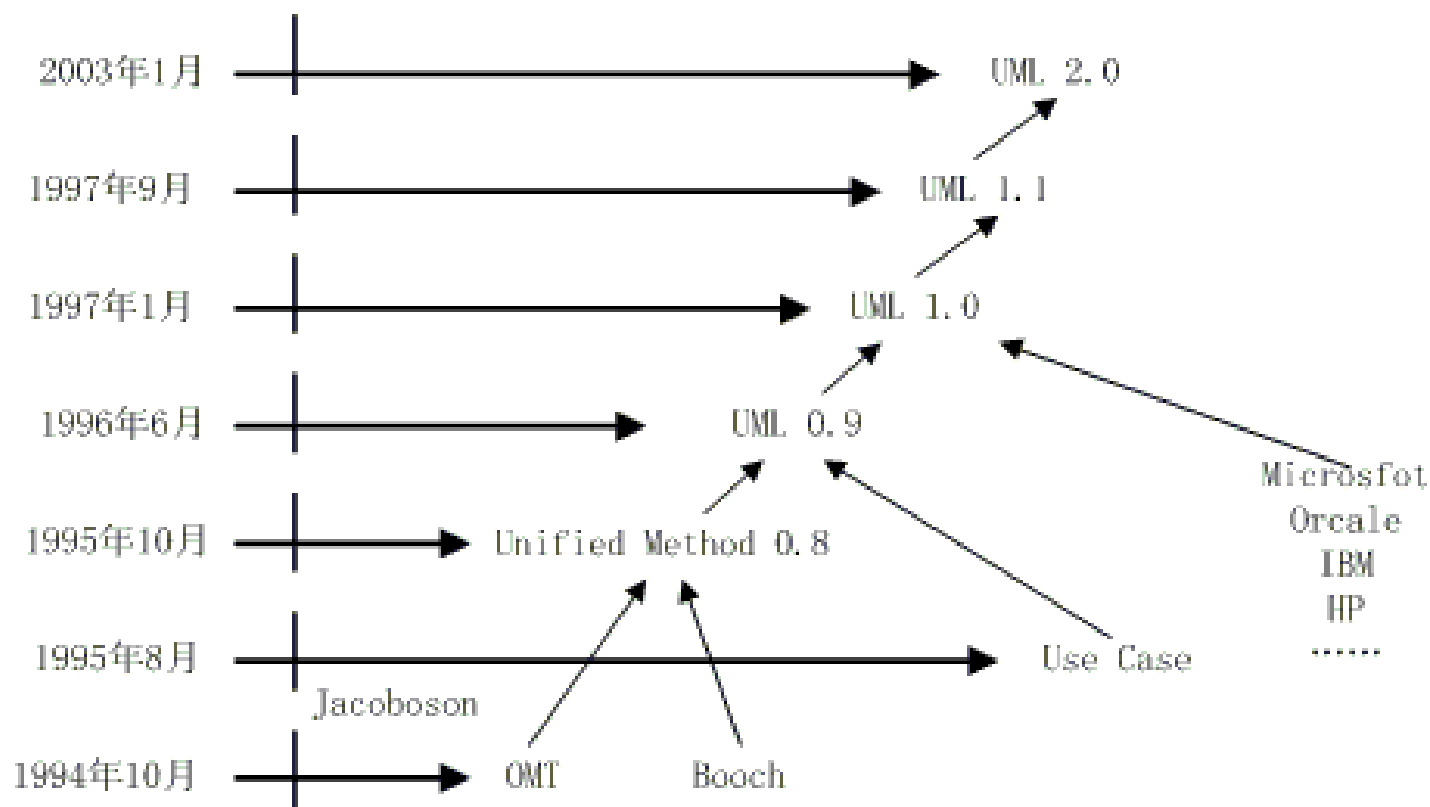 2003年1月 UML 2.0
1997年9月 UML 1.1
1997年1月 UML 1.0
1996年6月 UML 0.9
Microsfot
Orcale
1995年10月 Unified Method 0.8
IBM
HP
1995年8月 Use Case
......
Jacoboson
1994年10月 OMT Booch